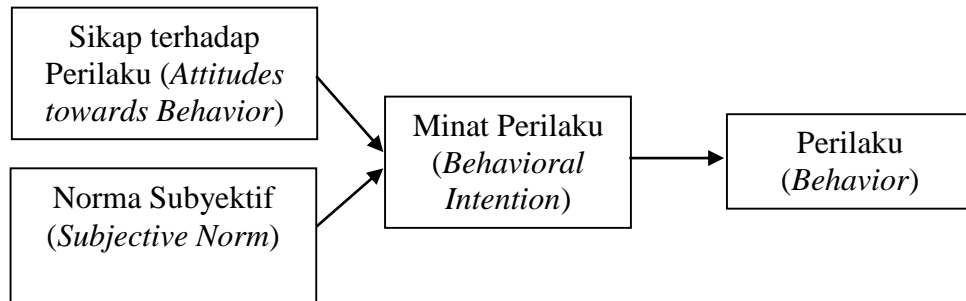 Sikap terhadap
Perilaku (Attitudes
towards Behavior)
Norma Subyektif
(Subjective Norm)
Minat Perilaku
(Behavioral
Intention)
Perilaku
(Behavior)